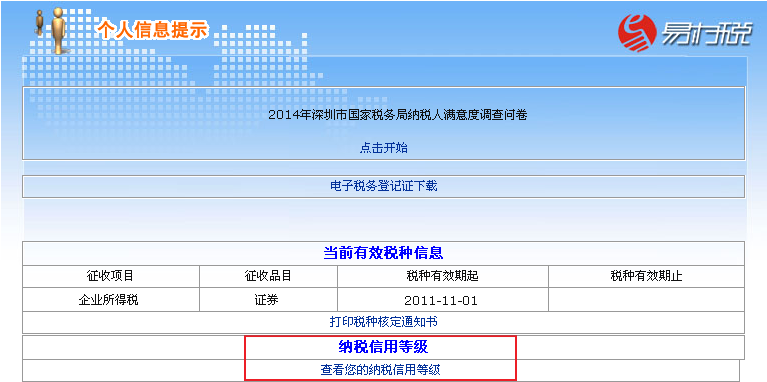 个人信息提示
易办税
2014年深圳市国家税务局纳税人满意度调查问卷
点击开始
电子税务登记证下载
当前有效税种信息
征收项目 征收品目 税种有效期起 税种有效期止
企业所得税 证券 2011-11-01
打印税种核定通知书
纳税信用等级
查看您的纳税信用等级